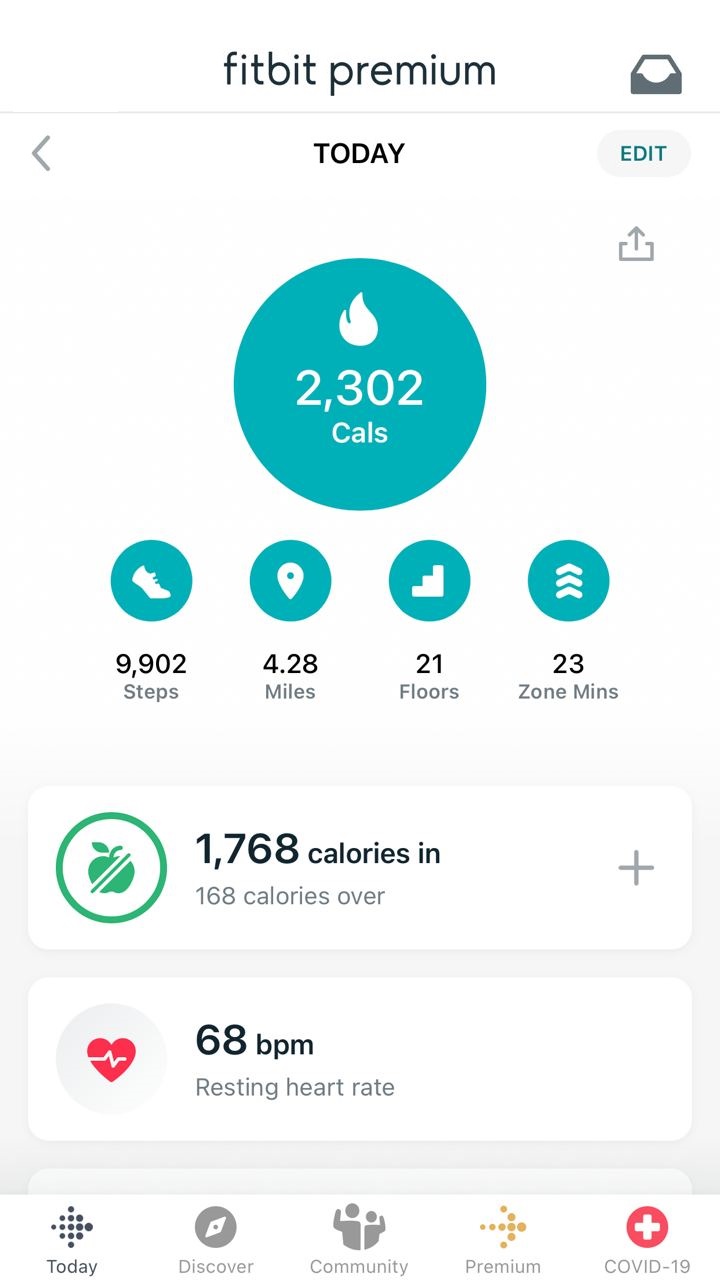 fitbit premium
TODAY
EDIT
2,302
Cals
9,902
Steps
4.28
Miles
21
Floors
23
Zone Mins
1,768 calories in
168 calories over
68 bpm
Resting heart rate
Today
Discover
Community
Premium
COVID-19